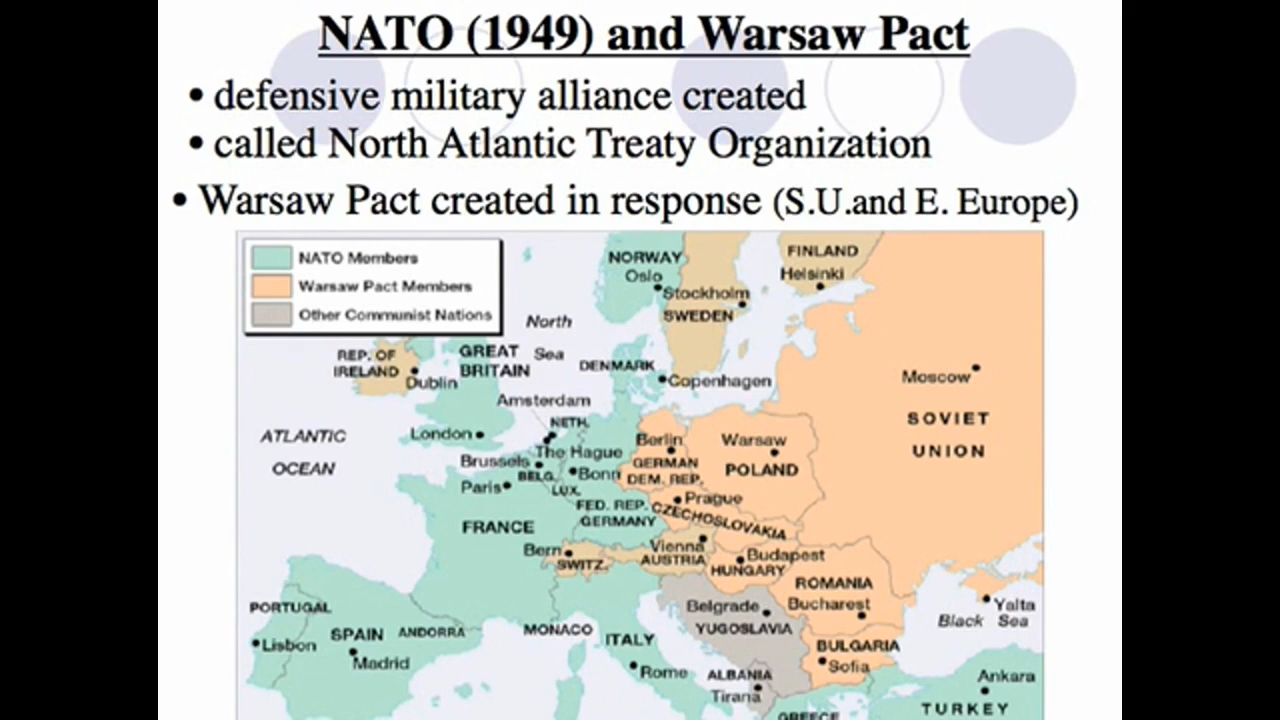 NATO (1949) and Warsaw Pact
• defensive military alliance created
• called North Atlantic Treaty Organization
• Warsaw Pact created in response (S.U.and E. Europe)
NATO Members
Warsaw Pact Members
Other Communist Nations
NORWAY
Oslo
Stockholm
SWEDEN
FINLAND
Helsinki
North
Sea
REP. OF
IRELAND
Dublin
GREAT
BRITAIN
DENMARK
Copenhagen
Moscow
SOVIET
UNION
Amsterdam
NETH.
ATLANTIC
OCEAN
London
The Hague
Brussels
BELG.
Bonn
LUX.
Paris
Berlin
GERMAN
DEM. REP.
Warsaw
POLAND
FED. REP.
GERMANY
Prague
CZECHOSLOVAKIA
FRANCE
Bern
SWITZ.
Vienna
AUSTRIA
Budapest
HUNGARY
ROMANIA
Bucharest
Belgrade
YUGOSLAVIA
Yalta
Black Sea
PORTUGAL
Lisbon
SPAIN
Madrid
ANDORRA
MONACO
ITALY
Rome
BULGARIA
Sofia
ALBANIA
Tirana
GREECE
Ankara
TURKEY